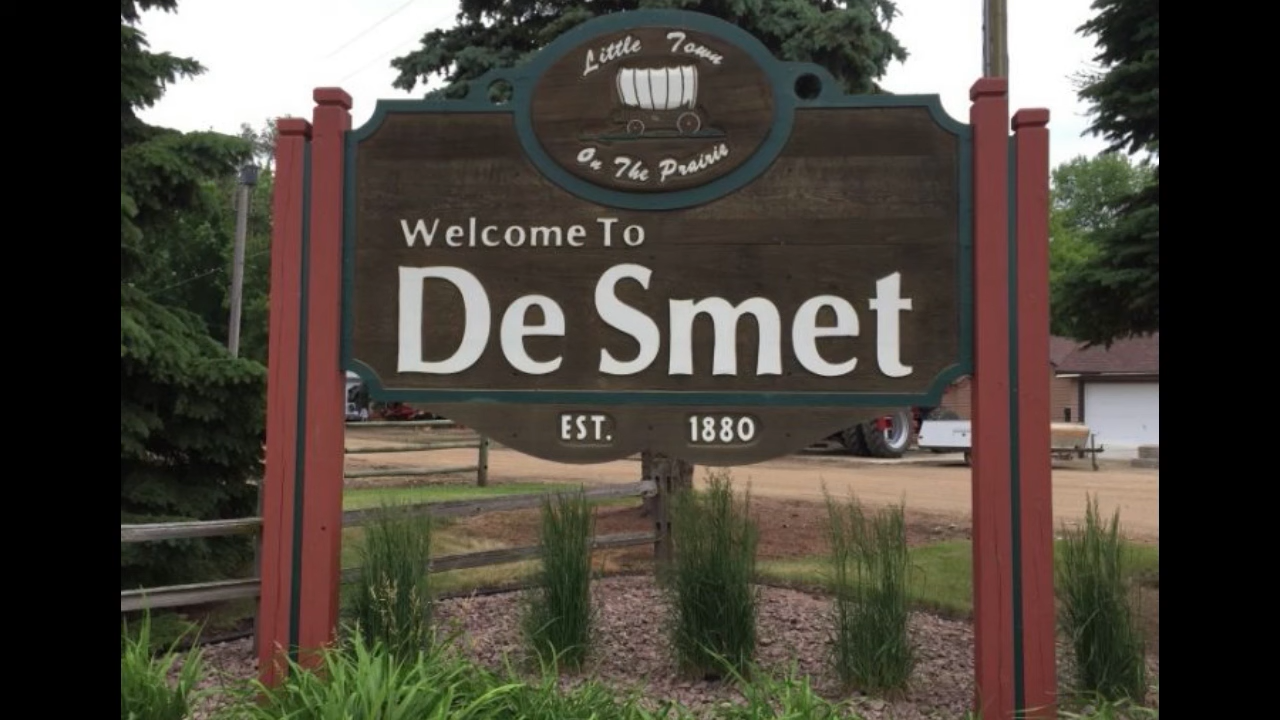 Little Town
On The Prairie
Welcome To
De Smet
EST. 1880